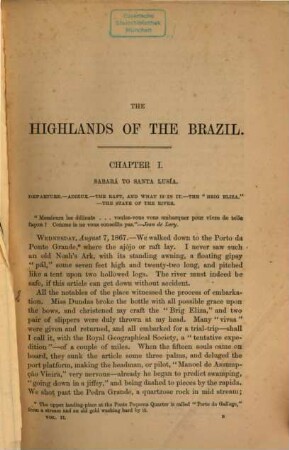 Bayerische
Staatsbibliothek
München
THE
HIGHLANDS OF THE BRAZIL.
CHAPTER I.
SABARÁ TO SANTA LUSÍA.
DEPARTURE.—ADIEUX.—THE RAFT, AND WHAT IS IN IT.—THE "BRIG ELIZA."
—THE STATE OF THE RIVER.
" Messieurs les délicats . . . voulez-vous vous embarquer pour vivre de telle
façon ! Comme je ne vous conseille pas."—Jean de Lery.
WEDNESDAY, August 7, 1867.—We walked down to the Porto da
Ponte Grande,* where the ajôjo or raft lay. I never saw such
an old Noah's Ark, with its standing awning, a floating gipsy
"pál," some seven feet high and twenty-two long, and pitched
like a tent upon two hollowed logs. The river must indeed be
safe, if this article can get down without accident.
All the notables of the place witnessed the process of embarka-
tion. Miss Dundas broke the bottle with all possible grace upon
the bows, and christened my craft the "Brig Eliza," and two
pair of slippers were duly thrown at my hand. Many "vivas"
were given and returned, and all embarked for a trial-trip—shall
I call it, with the Royal Geographical Society, a "tentative ex-
pedition"—of a couple of miles. When the fifteen souls came on
board, they sank the article some three palms, and deluged the
port platform, making the headman, or pilot, "Manoel de Assump-
ção Vieira," very nervous—already he began to predict swamping,
"going down in a jiffey," and being dashed to pieces by the rapids.
We shot past the Pedra Grande, a quartzose rock in mid stream;
* The upper landing-place at the Ponte Pequena Quarter is called "Porto do Gallego,"
from a stream and an old gold washing hard by it.
VOL. II.
B